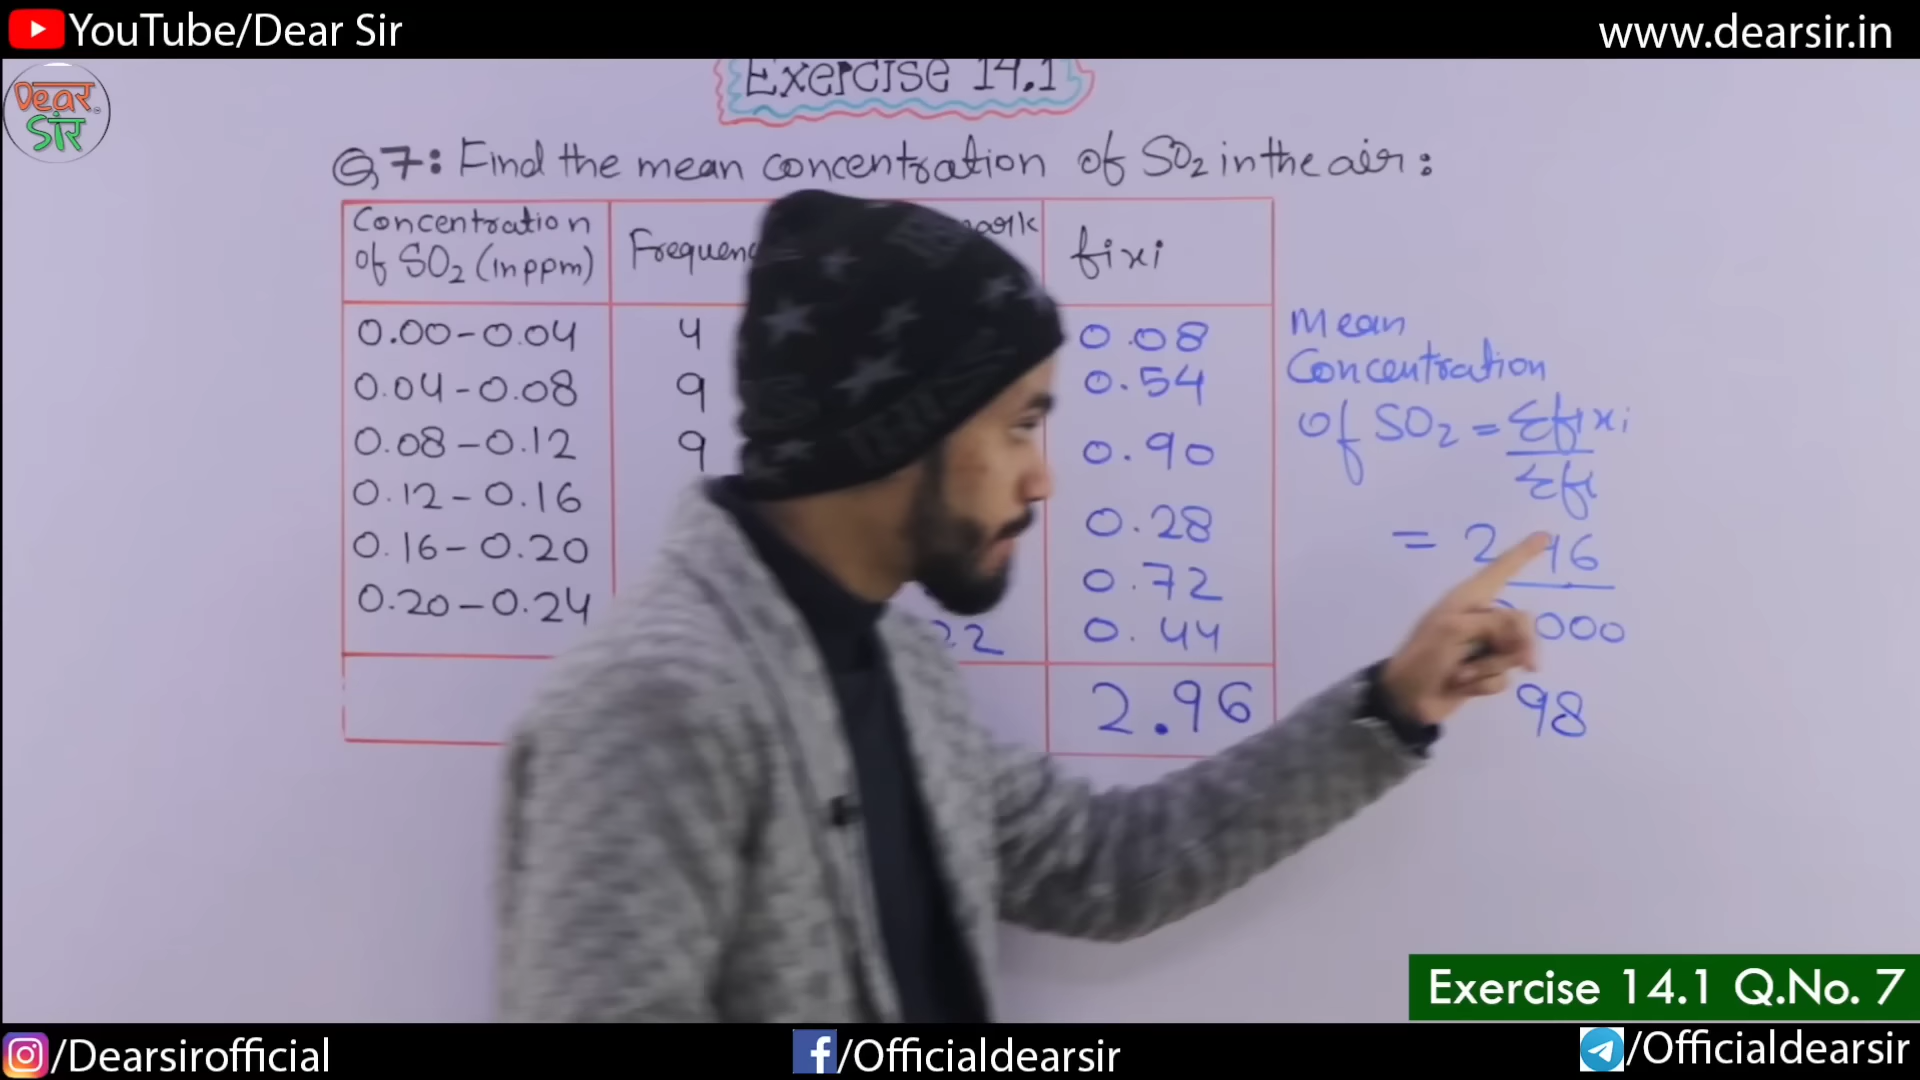 YouTube/Dear Sir
www.dearsir.in
Dear
सर
Exercise 14.1
Q7: Find the mean concentration of SO₂ in the air:
Concentration
of SO₂ (in ppm)
fixi
0.00-0.04 4 0.08
0.04-0.08 9 0.54
0.08-0.12 9 0.90
0.12-0.16 0.28
0.16-0.20 0.72
0.20-0.24 0.44
2.96
Mean
Concentration
of SO₂ = Σfixi
Σfi
98
Exercise 14.1 Q.No. 7
/Dearsirofficial
/Officialdearsir
/Officialdearsir